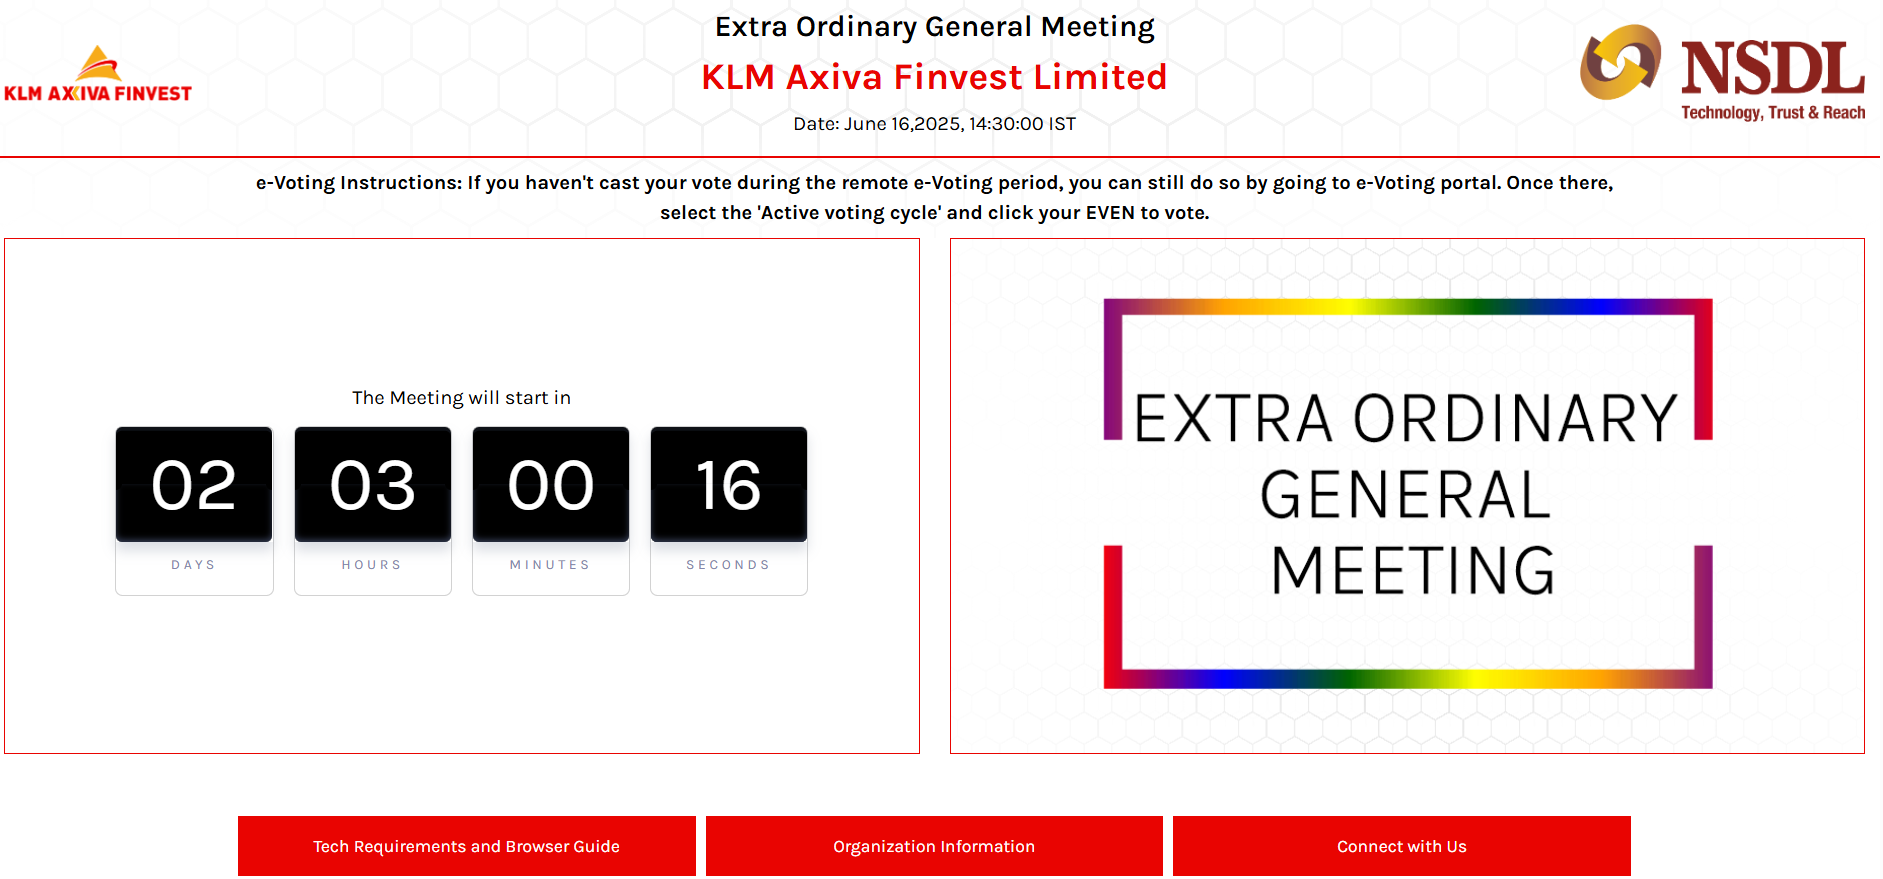 Extra Ordinary General Meeting
KLM AXIVA FINVEST
KLM Axiva Finvest Limited
NSDL
Technology, Trust & Reach
Date: June 16,2025, 14:30:00 IST
e-Voting Instructions: If you haven't cast your vote during the remote e-Voting period, you can still do so by going to e-Voting portal. Once there,
select the 'Active voting cycle' and click your EVEN to vote.
The Meeting will start in
02 03 00 16
DAYS HOURS MINUTES SECONDS
EXTRA ORDINARY
GENERAL
MEETING
Tech Requirements and Browser Guide
Organization Information
Connect with Us